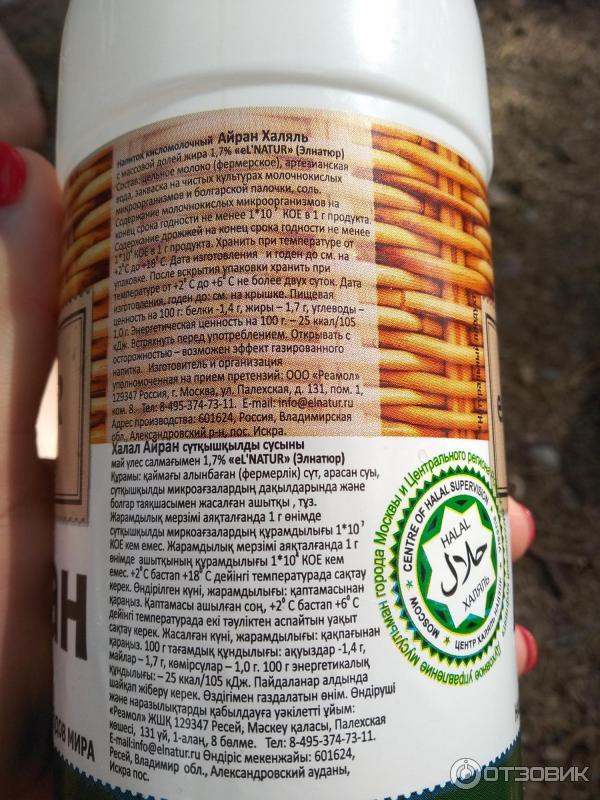 Напиток кисломолочный Айран Халяль
с массовой долей жира 1,7% «eL'NATUR» (Элнатюр)
Состав: цельное молоко (фермерское), артезианская
вода, закваска на чистых культурах молочнокислых
микроорганизмов и болгарской палочки, соль.
Содержание молочнокислых микроорганизмов на
конец срока годности не менее 1*10⁷ КОЕ в 1 г продукта.
Содержание дрожжей на конец срока годности не менее
1*10⁴ КОЕ в 1 г продукта. Хранить при температуре от
+2° С до +18° С. Дата изготовления и годен до см. на
упаковке. После вскрытия упаковки хранить при
температуре от +2° С до +6° С не более двух суток. Дата
изготовления, годен до: см. на крышке. Пищевая
ценность на 100 г: белки -1,4 г, жиры – 1,7 г, углеводы –
1,0 г. Энергетическая ценность на 100 г. – 25 ккал/105
кДж. Встряхнуть перед употреблением. Открывать с
осторожностью – возможен эффект газированного
напитка. Изготовитель и организация
уполномоченная на прием претензий: ООО «Реамол»
129347 Россия, г. Москва, ул. Палехская, д. 131, пом. 1,
ком. 8. Тел: 8-495-374-73-11. E-mail: info@elnatur.ru
Адрес производства: 601624, Россия, Владимирская
обл., Александровский р-н, пос. Искра.
Халал Айран сүтқышқылды сусыны
май үлес салмағымен 1,7% «eL'NATUR» (Элнатюр)
Құрамы: қаймағы алынбаған (фермерлік) сүт, арасан суы,
сүтқышқылды микроағзалардың дақылдарында және
болгар таяқшасымен жасалған ашытқы , тұз.
Жарамдылық мерзімі аяқталғанда 1 г өнімде
сүтқышқылды миркоағзалардың құрамдылығы 1*10⁷
КОЕ кем емес. Жарамдылық мерзімі аяқталғанда 1 г
өнімде ашытқының құрамдылығы 1*10⁴ КОЕ кем
емес. +2°С бастап +18°С дейінгі температурада сақтау
керек. Өндірілген күні, жарамдылығы: қаптамасынан
қараңыз. Қаптамасы ашылған соң, +2°С бастап +6°С
дейінгі температурада екі тәуліктен аспайтын уақыт
сақтау керек. Жасалған күні, жарамдылығы: қақпағынан
қараңыз. 100 г тағамдық құндылығы: ақуыздар -1,4 г,
майлар – 1,7 г, көмірсулар – 1,0 г. 100 г энергетикалық
құндылығы: – 25 ккал/105 кДж. Пайдаланар алдында
шайқап жіберу керек. Өздігімен газдалатын өнім. Өндіруші
және наразылықтарды қабылдауға уәкілетті ұйым:
«Реамол» ЖШҚ 129347 Ресей, Мәскеу қаласы, Палехская
көшесі, 131 үй, 1-алаң, 8 бөлме. Тел: 8-495-374-73-11.
E-mail:info@elnatur.ru Өндіріс мекенжайы: 601624,
Ресей, Владимир обл., Александровский ауданы,
Искра пос.
Духовное управление мусульман города Москвы и Центрального региона
CENTRE OF HALAL SUPERVISION
MOSCOW
HALAL
حلال
ХАЛЯЛЬ
ЦЕНТР ХАЛЯЛЬ
МИРА
ОТЗОВИК